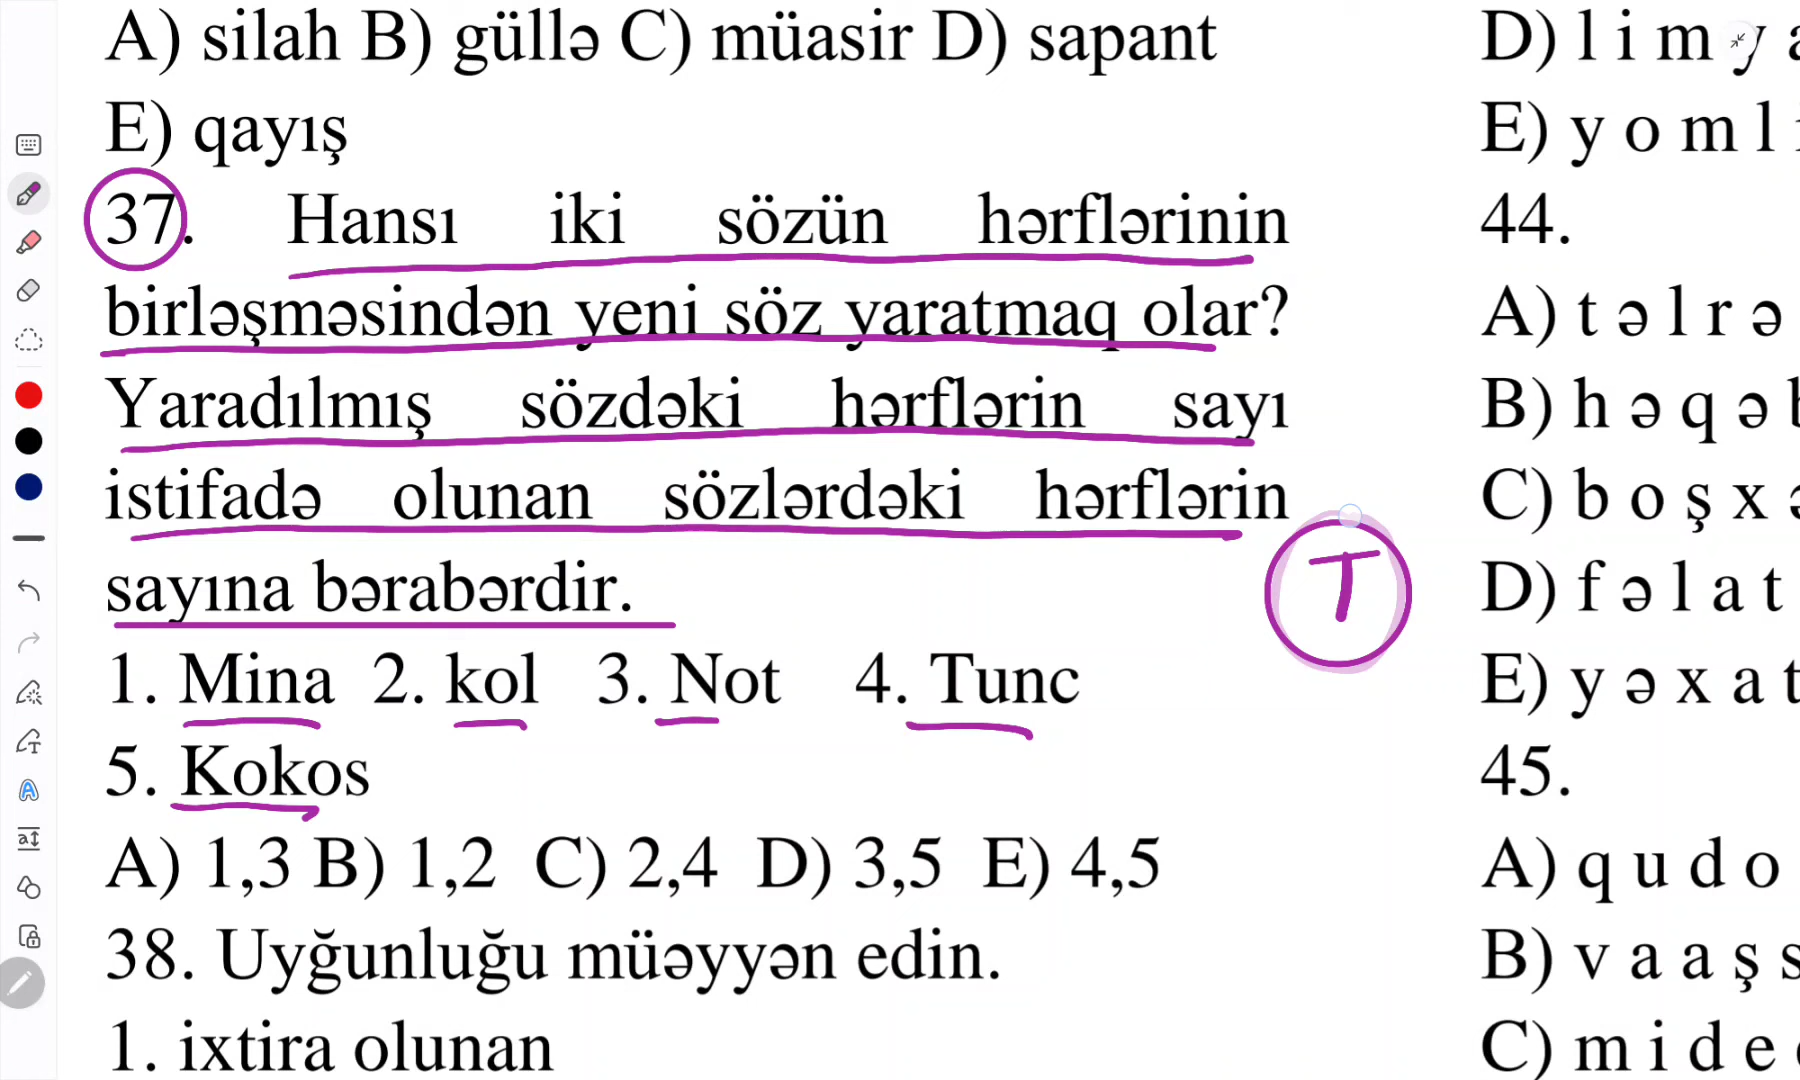 A) silah B) güllə C) müasir D) sapant
E) qayış
37. Hansı iki sözün hərflərinin
birləşməsindən yeni söz yaratmaq olar?
Yaradılmış sözdəki hərflərin sayı
istifadə olunan sözlərdəki hərflərin
sayına bərabərdir.
T
1. Mina 2. kol 3. Not 4. Tunc
5. Kokos
A) 1,3 B) 1,2 C) 2,4 D) 3,5 E) 4,5
38. Uyğunluğu müəyyən edin.
1. ixtira olunan
D) l i m y
E) y o m l
44.
A) t ə l r ə
B) h ə q ə
C) b o ş x
D) f ə l a t
E) y ə x a t
45.
A) q u d o
B) v a a ş s
C) m i d e